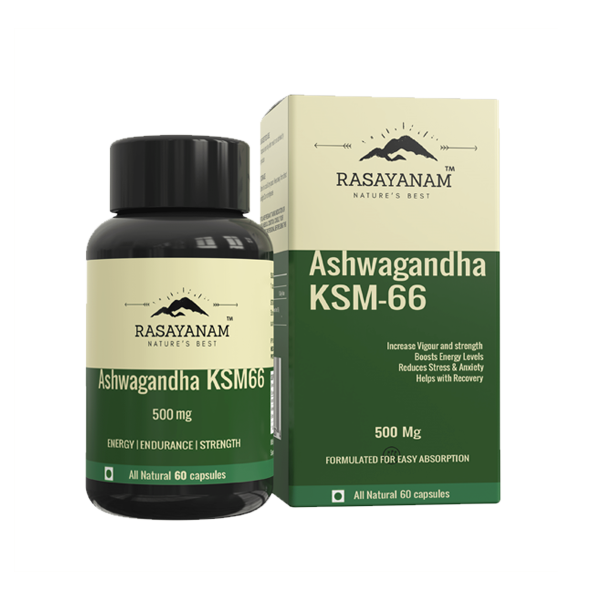 RASAYANAM™
NATURE'S BEST
Ashwagandha KSM66
500 mg
ENERGY | ENDURANCE | STRENGTH
All Natural 60 capsules
RASAYANAM™
NATURE'S BEST
Ashwagandha
KSM-66
Increase Vigour and strength
Boosts Energy Levels
Reduces Stress & Anxiety
Helps with Recovery
500 Mg
FORMULATED FOR EASY ABSORPTION
All Natural 60 capsules